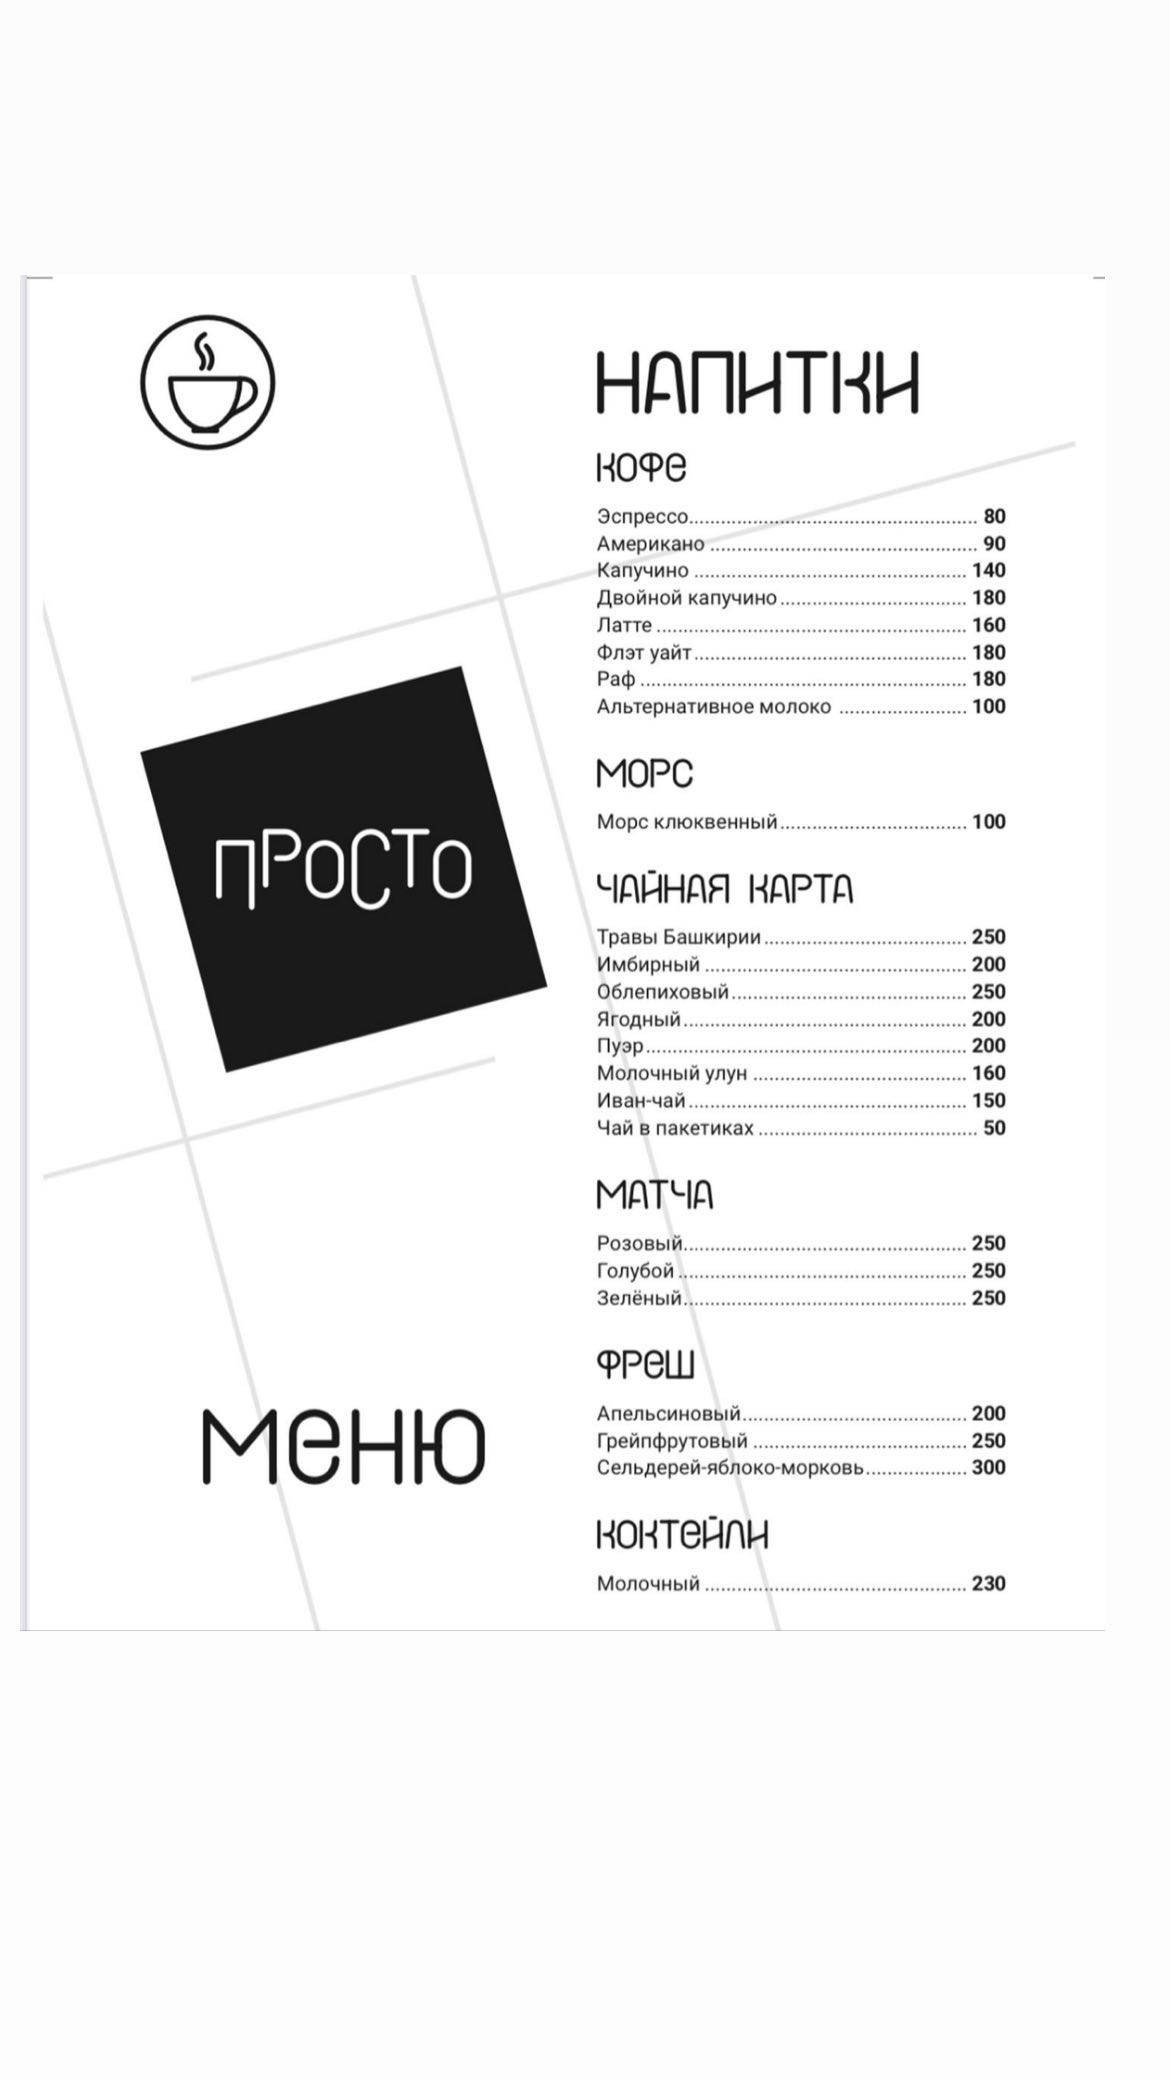 ПРОСТО
Меню
НАПИТКИ
КОФЕ
Эспрессо 80
Американо 90
Капучино 140
Двойной капучино 180
Латте 160
Флэт уайт 180
Раф 180
Альтернативное молоко 100
МОРС
Морс клюквенный 100
ЧАЙНАЯ КАРТА
Травы Башкирии 250
Имбирный 200
Облепиховый 250
Ягодный 200
Пуэр 200
Молочный улун 160
Иван-чай 150
Чай в пакетиках 50
МАТЧА
Розовый 250
Голубой 250
Зелёный 250
ФРЕШ
Апельсиновый 200
Грейпфрутовый 250
Сельдерей-яблоко-морковь 300
КОКТЕЙЛИ
Молочный 230